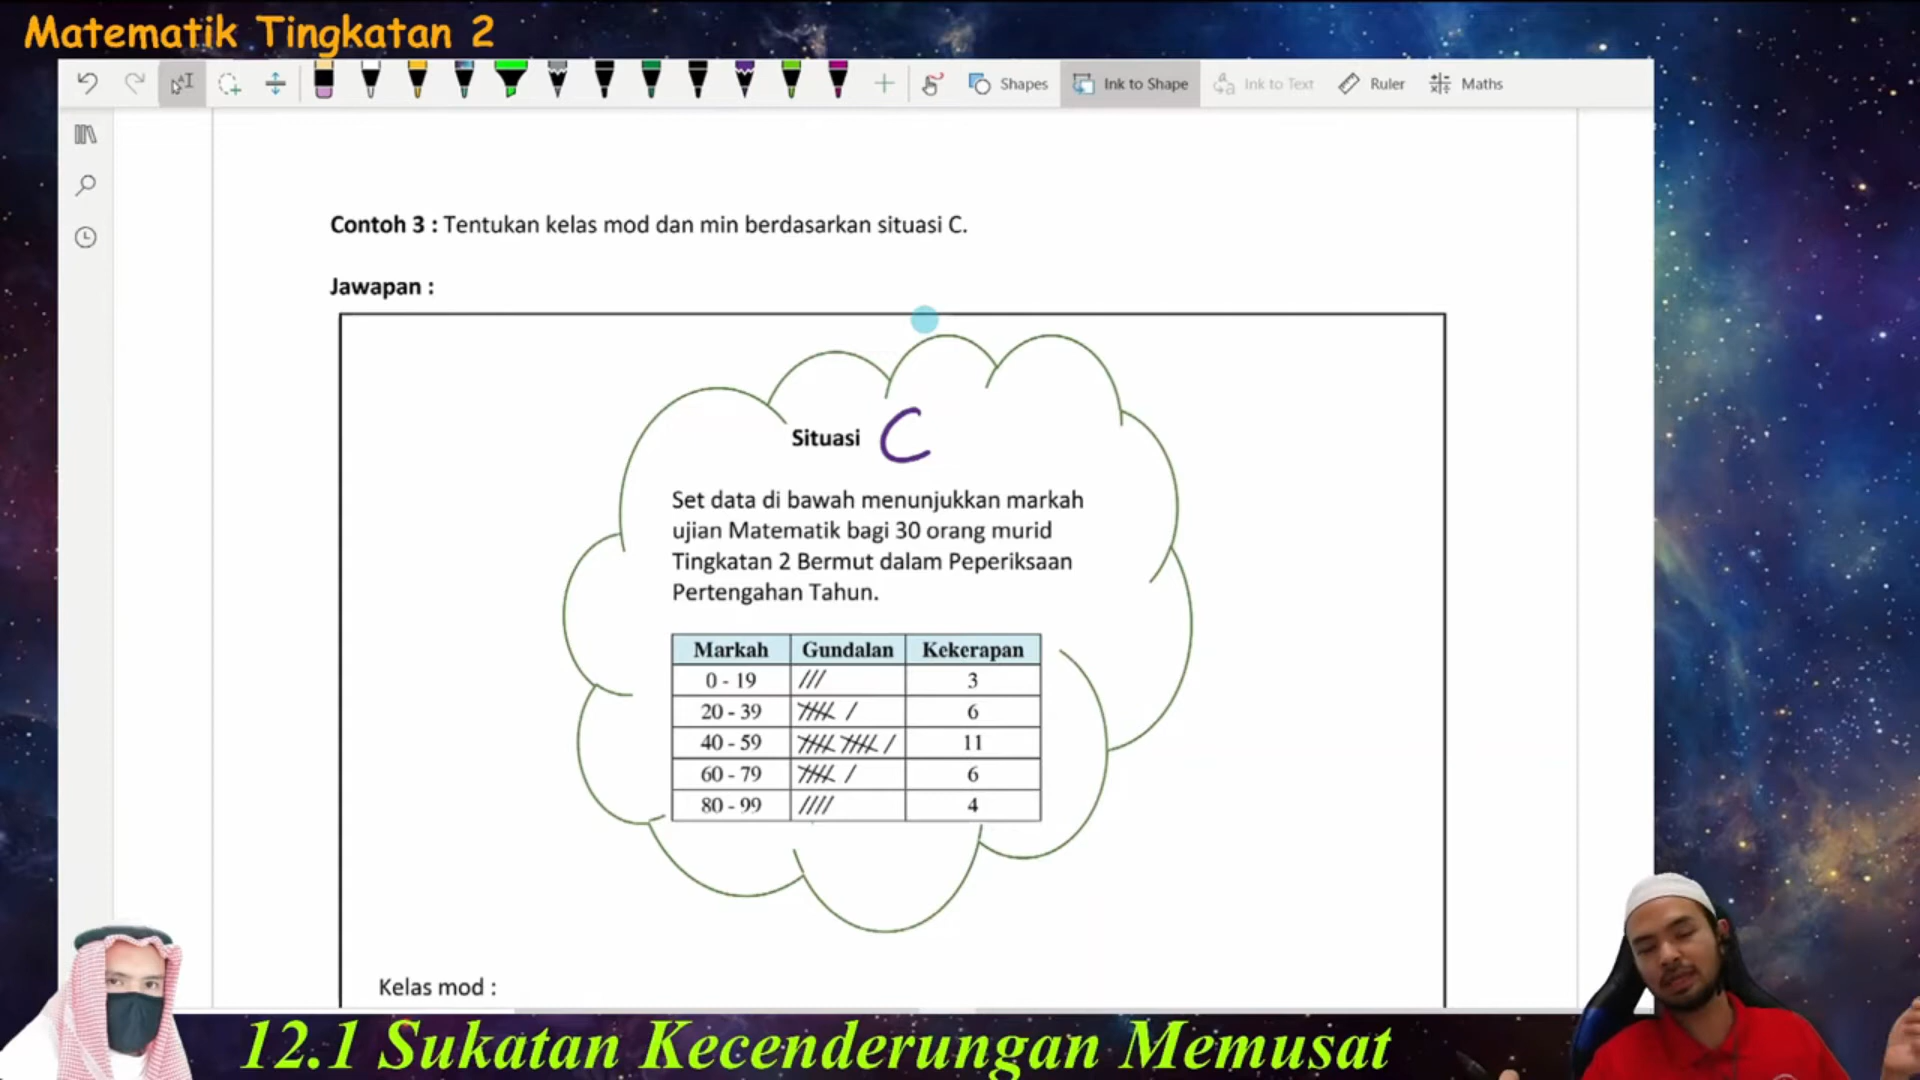 Matematik Tingkatan 2
Shapes Ink to Shape Ink to Text Ruler Maths
Contoh 3 : Tentukan kelas mod dan min berdasarkan situasi C.
Jawapan :
Situasi C
Set data di bawah menunjukkan markah
ujian Matematik bagi 30 orang murid
Tingkatan 2 Bermut dalam Peperiksaan
Pertengahan Tahun.
Markah Gundalan Kekerapan
0 - 19 /// 3
20 - 39 //// / 6
40 - 59 //// //// / 11
60 - 79 //// / 6
80 - 99 //// 4
Kelas mod :
12.1 Sukatan Kecenderungan Memusat